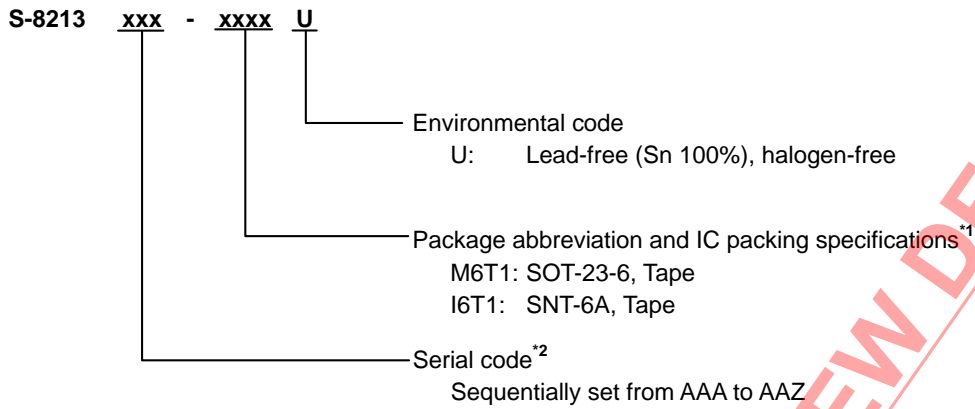 S-8213 xxx - xxxx U
Environmental code
U: Lead-free (Sn 100%), halogen-free
Package abbreviation and IC packing specifications*1
M6T1: SOT-23-6, Tape
I6T1: SNT-6A, Tape
Serial code*2
Sequentially set from AAA to AAZ
EW D